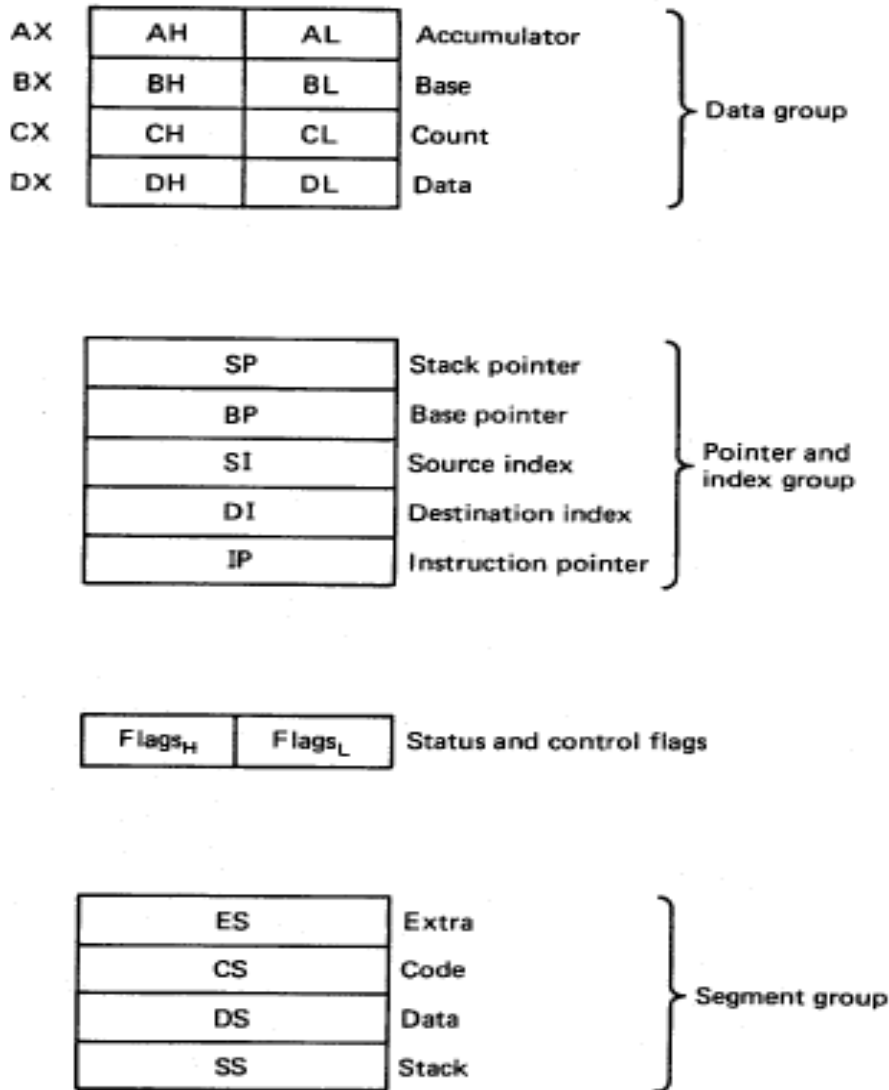 AX AH AL Accumulator
BX BH BL Base
CX CH CL Count
DX DH DL Data
Data group
SP Stack pointer
BP Base pointer
SI Source index
DI Destination index
IP Instruction pointer
Pointer and
index group
FlagsH FlagsL Status and control flags
ES Extra
CS Code
DS Data
SS Stack
Segment group